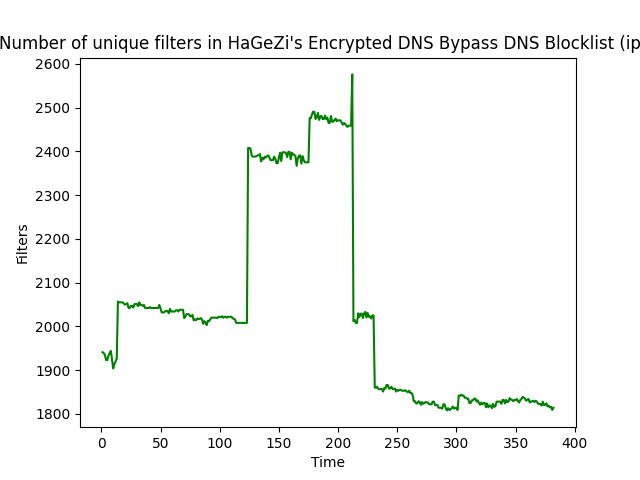 Number of unique filters in HaGeZi's Encrypted DNS Bypass DNS Blocklist (ip
2600
2500
2400
2300
2200
2100
2000
1900
1800
Filters
0 50 100 150 200 250 300 350 400
Time